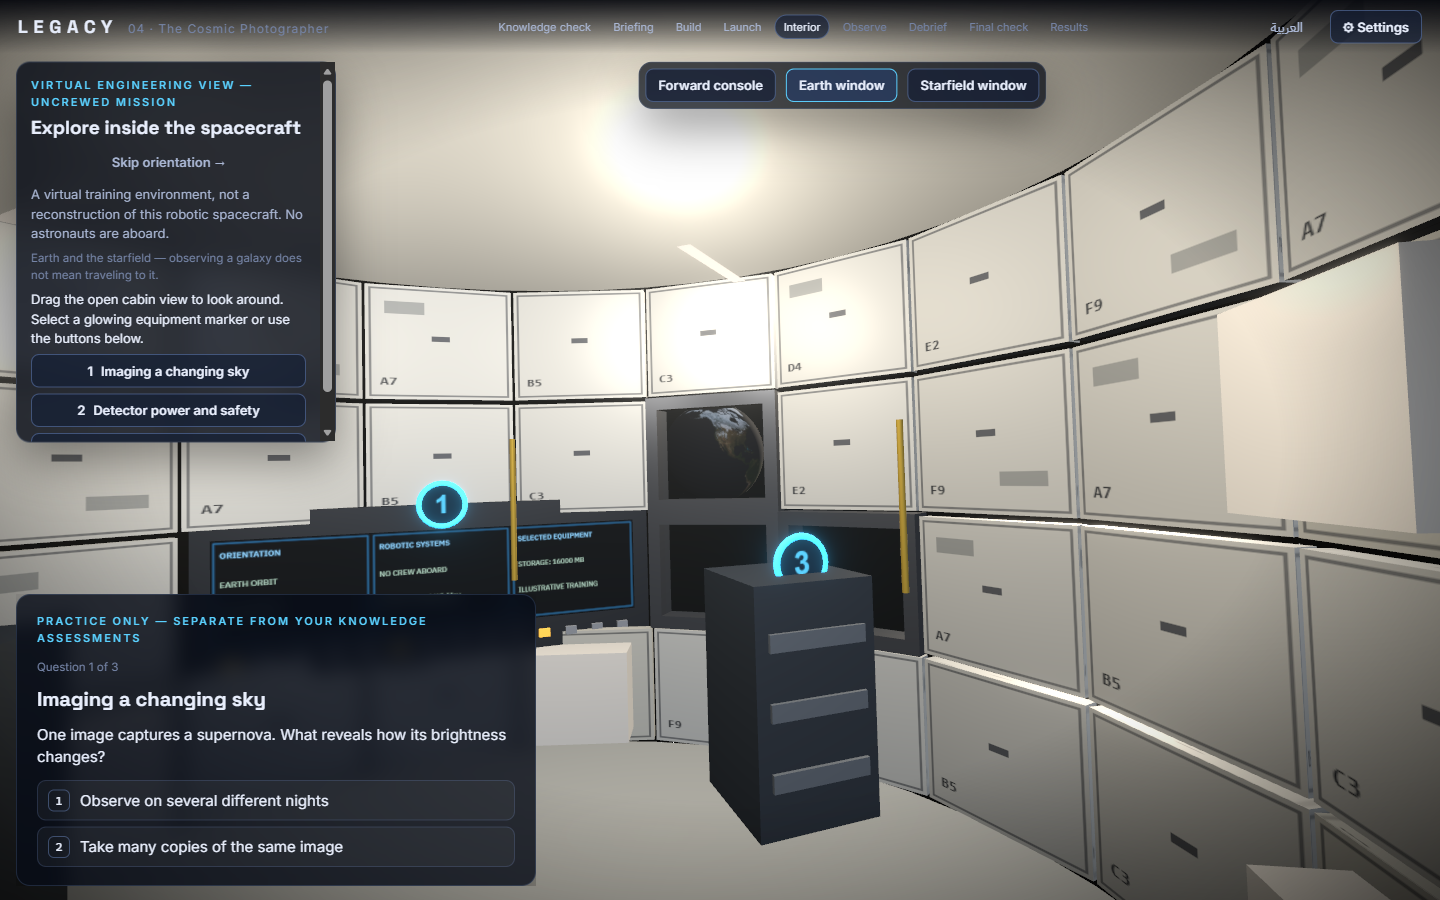 LEGACY 04 · The Cosmic Photographer
Knowledge check Briefing Build Launch Interior Observe Debrief Final check Results
العربية
⚙ Settings
VIRTUAL ENGINEERING VIEW —
UNCREWED MISSION
Explore inside the spacecraft
Skip orientation →
A virtual training environment, not a
reconstruction of this robotic spacecraft. No
astronauts are aboard.
Earth and the starfield — observing a galaxy does
not mean traveling to it.
Drag the open cabin view to look around.
Select a glowing equipment marker or use
the buttons below.
1 Imaging a changing sky
2 Detector power and safety
Forward console Earth window Starfield window
A7
F9
E2
D4
C3
B5
A7
A7
B5
C3
E2
F9
A7
1
3
ORIENTATION
EARTH ORBIT
ROBOTIC SYSTEMS
NO CREW ABOARD
SELECTED EQUIPMENT
STORAGE: 16000 MB
ILLUSTRATIVE TRAINING
A7
B5
C3
F9
B5
C3
PRACTICE ONLY — SEPARATE FROM YOUR KNOWLEDGE
ASSESSMENTS
Question 1 of 3
Imaging a changing sky
One image captures a supernova. What reveals how its brightness
changes?
1 Observe on several different nights
2 Take many copies of the same image